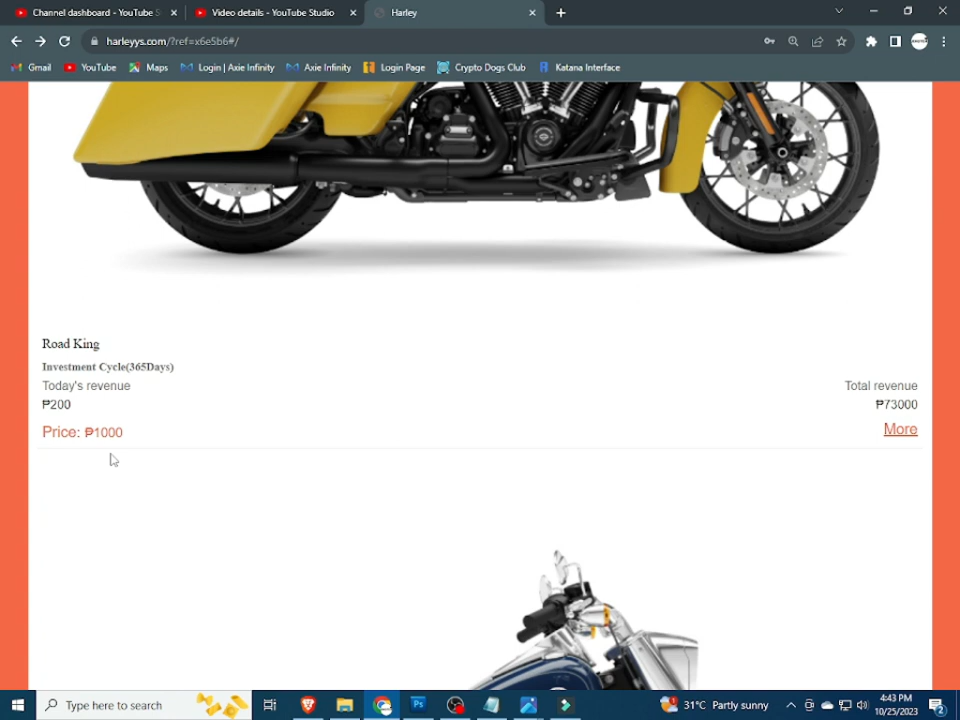 Channel dashboard - YouTube S
Video details - YouTube Studio
Harley
harleyys.com/?ref=x6e5b6#/
Gmail
YouTube
Maps
Login | Axie Infinity
Axie Infinity
Login Page
Crypto Dogs Club
Katana Interface
Road King
Investment Cycle(365Days)
Today's revenue
Total revenue
₱200
₱73000
Price: ₱1000
More
Type here to search
31°C Partly sunny
4:43 PM
10/25/2023
2